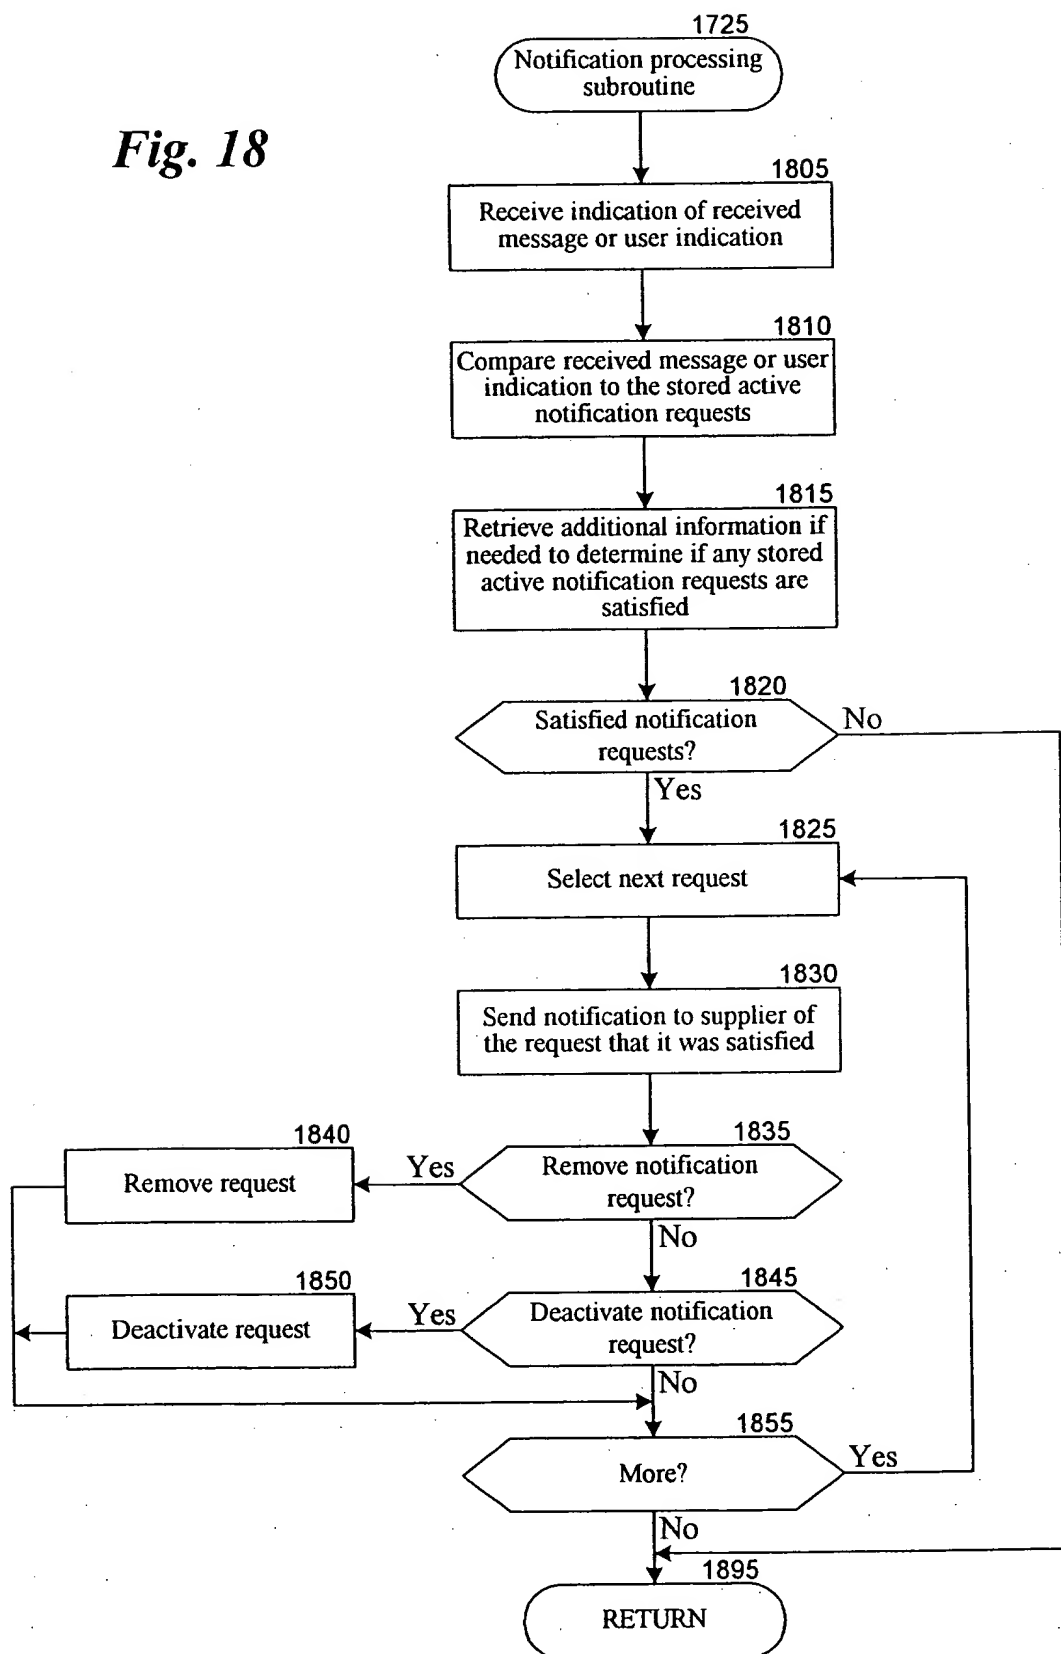 1725
Notification processing
subroutine
Fig. 18
1805
Receive indication of received
message or user indication
1810
Compare received message or user
indication to the stored active
notification requests
1815
Retrieve additional information if
needed to determine if any stored
active notification requests are
satisfied
1820
Satisfied notification
requests?
No
Yes
1825
Select next request
1830
Send notification to supplier of
the request that it was satisfied
1840
1835
Remove request
Yes
Remove notification
request?
No
1850
1845
Deactivate request
Yes
Deactivate notification
request?
No
1855
More?
Yes
No
1895
RETURN